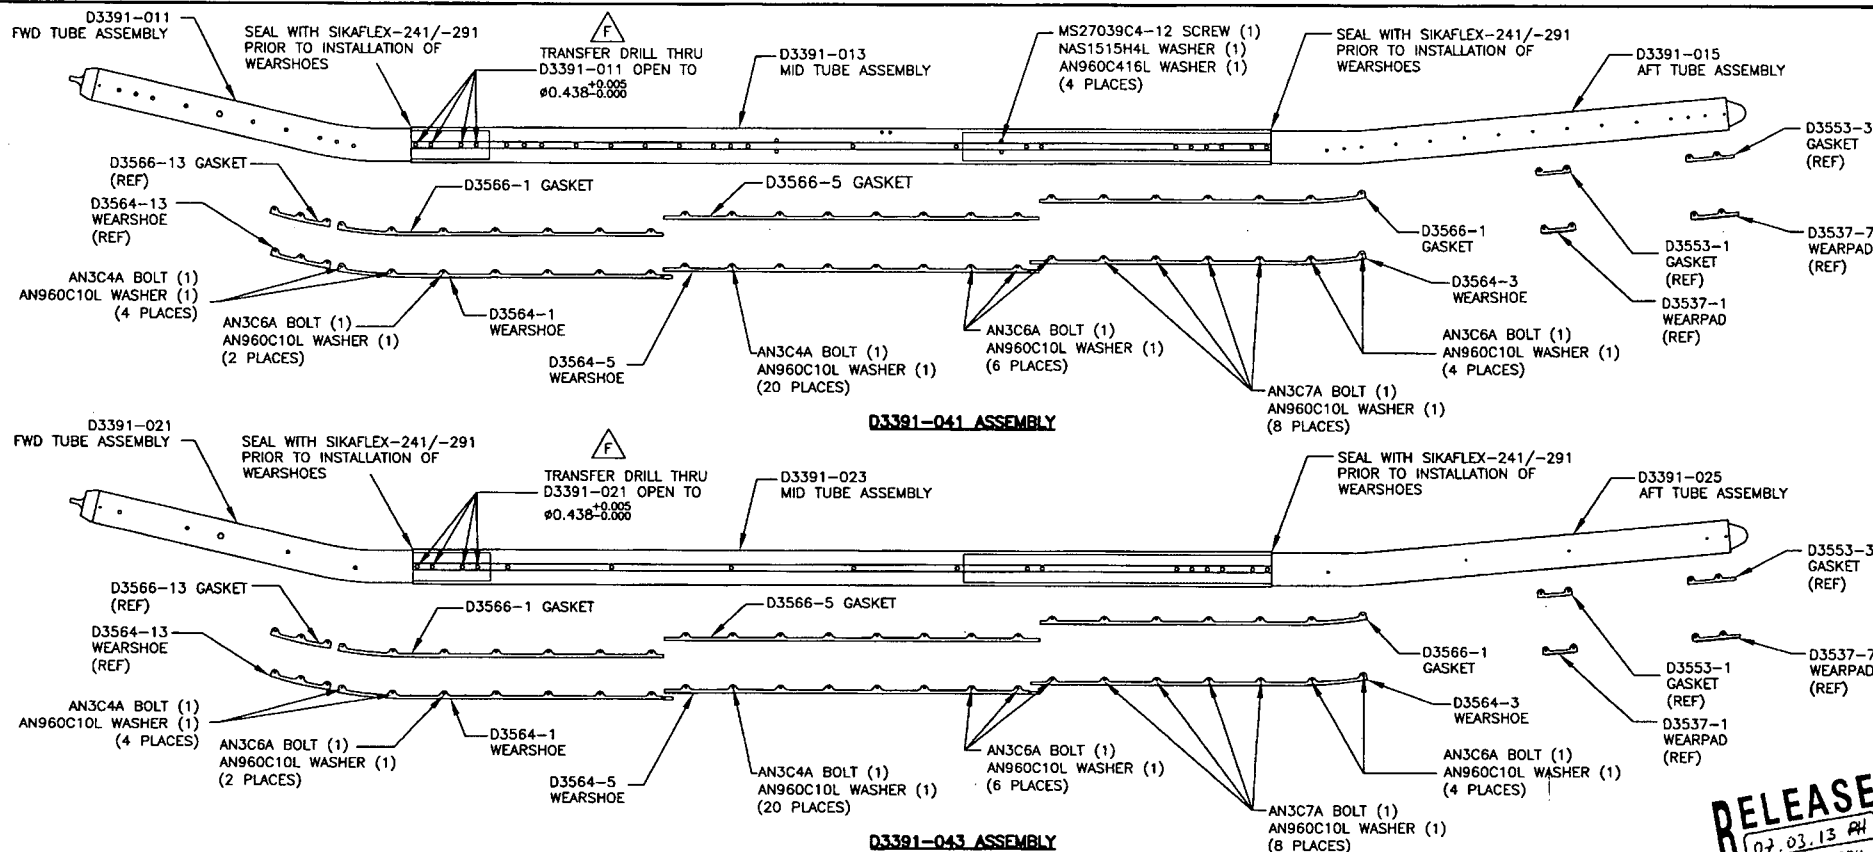 D3391-011
FWD TUBE ASSEMBLY
SEAL WITH SIKAFLEX-241/-291
PRIOR TO INSTALLATION OF
WEARSHOES
F
TRANSFER DRILL THRU
D3391-011 OPEN TO
ø0.438+0.005-0.000
D3391-013
MID TUBE ASSEMBLY
MS27039C4-12 SCREW (1)
NAS1515H4L WASHER (1)
AN960C416L WASHER (1)
(4 PLACES)
SEAL WITH SIKAFLEX-241/-291
PRIOR TO INSTALLATION OF
WEARSHOES
D3391-015
AFT TUBE ASSEMBLY
D3553-3
GASKET
(REF)
D3566-13 GASKET
(REF)
D3566-1 GASKET
D3566-5 GASKET
D3564-13
WEARSHOE
(REF)
D3566-1
GASKET
D3553-1
GASKET
(REF)
D3537-7
WEARPAD
(REF)
AN3C4A BOLT (1)
AN960C10L WASHER (1)
(4 PLACES)
AN3C6A BOLT (1)
AN960C10L WASHER (1)
(2 PLACES)
D3564-1
WEARSHOE
D3564-5
WEARSHOE
AN3C4A BOLT (1)
AN960C10L WASHER (1)
(20 PLACES)
AN3C6A BOLT (1)
AN960C10L WASHER (1)
(6 PLACES)
D3564-3
WEARSHOE
D3537-1
WEARPAD
(REF)
AN3C6A BOLT (1)
AN960C10L WASHER (1)
(4 PLACES)
AN3C7A BOLT (1)
AN960C10L WASHER (1)
(8 PLACES)
D3391-041 ASSEMBLY
D3391-021
FWD TUBE ASSEMBLY
SEAL WITH SIKAFLEX-241/-291
PRIOR TO INSTALLATION OF
WEARSHOES
F
TRANSFER DRILL THRU
D3391-021 OPEN TO
ø0.438+0.005-0.000
D3391-023
MID TUBE ASSEMBLY
SEAL WITH SIKAFLEX-241/-291
PRIOR TO INSTALLATION OF
WEARSHOES
D3391-025
AFT TUBE ASSEMBLY
D3553-3
GASKET
(REF)
D3566-13 GASKET
(REF)
D3566-1 GASKET
D3566-5 GASKET
D3564-13
WEARSHOE
(REF)
D3566-1
GASKET
D3553-1
GASKET
(REF)
D3537-7
WEARPAD
(REF)
AN3C4A BOLT (1)
AN960C10L WASHER (1)
(4 PLACES)
AN3C6A BOLT (1)
AN960C10L WASHER (1)
(2 PLACES)
D3564-1
WEARSHOE
D3564-5
WEARSHOE
AN3C4A BOLT (1)
AN960C10L WASHER (1)
(20 PLACES)
AN3C6A BOLT (1)
AN960C10L WASHER (1)
(6 PLACES)
D3564-3
WEARSHOE
D3537-1
WEARPAD
(REF)
AN3C6A BOLT (1)
AN960C10L WASHER (1)
(4 PLACES)
AN3C7A BOLT (1)
AN960C10L WASHER (1)
(8 PLACES)
D3391-043 ASSEMBLY
RELEASE
07.03.13